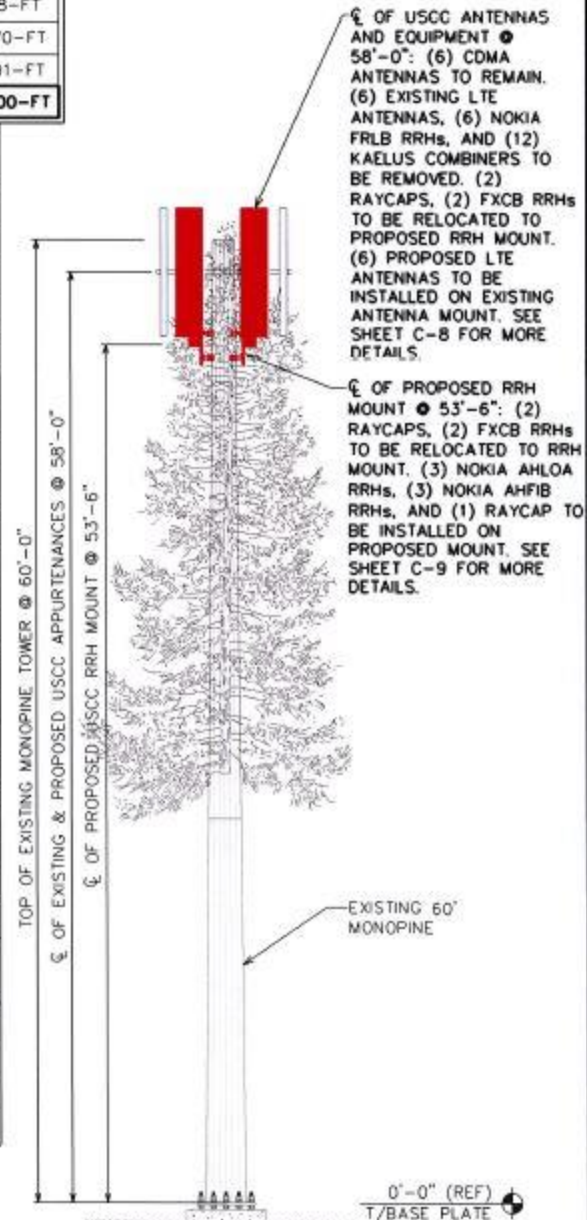 8-FT
70-FT
01-FT
00-FT
℄ OF USCC ANTENNAS
AND EQUIPMENT @
58'-0": (6) CDMA
ANTENNAS TO REMAIN.
(6) EXISTING LTE
ANTENNAS, (6) NOKIA
FRLB RRHs, AND (12)
KAELUS COMBINERS TO
BE REMOVED. (2)
RAYCAPS, (2) FXCB RRHs
TO BE RELOCATED TO
PROPOSED RRH MOUNT.
(6) PROPOSED LTE
ANTENNAS TO BE
INSTALLED ON EXISTING
ANTENNA MOUNT. SEE
SHEET C-8 FOR MORE
DETAILS.
℄ OF PROPOSED RRH
MOUNT @ 53'-6": (2)
RAYCAPS, (2) FXCB RRHs
TO BE RELOCATED TO RRH
MOUNT. (3) NOKIA AHLOA
RRHs, (3) NOKIA AHFIB
RRHs, AND (1) RAYCAP TO
BE INSTALLED ON
PROPOSED MOUNT. SEE
SHEET C-9 FOR MORE
DETAILS.
TOP OF EXISTING MONOPINE TOWER @ 60'-0"
℄ OF EXISTING & PROPOSED USCC APPURTENANCES @ 58'-0"
℄ OF PROPOSED USCC RRH MOUNT @ 53'-6"
EXISTING 60'
MONOPINE
0'-0" (REF)
T/BASE PLATE